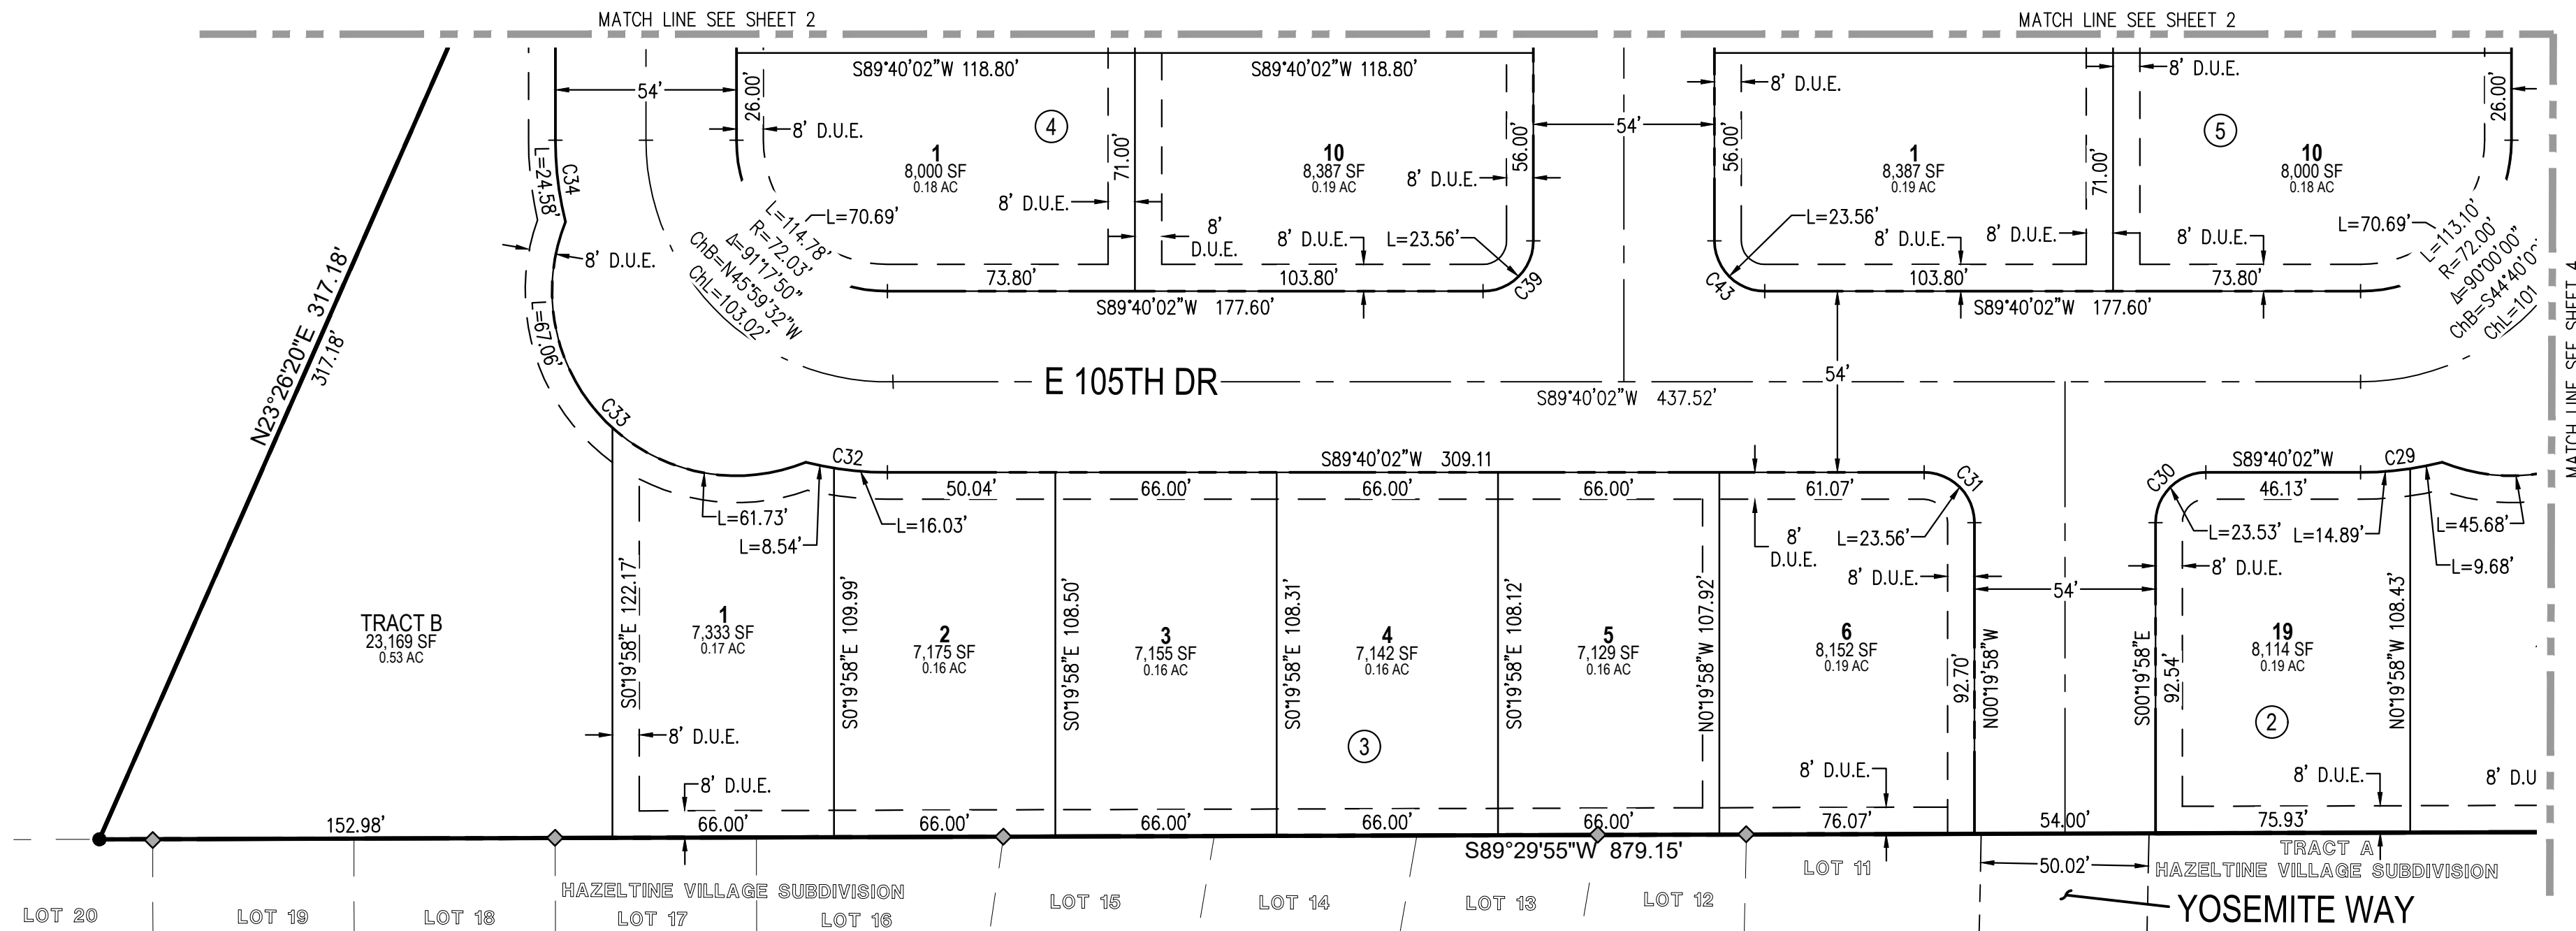 MATCH LINE SEE SHEET 2
MATCH LINE SEE SHEET 2
S89°40'02"W 118.80'
S89°40'02"W 118.80'
8' D.U.E.
8' D.U.E.
54'
26.00'
8' D.U.E.
4
1
8,000 SF
0.18 AC
71.00'
8' D.U.E.
10
8,387 SF
0.19 AC
8' D.U.E.
56.00'
54'
56.00'
1
8,387 SF
0.19 AC
71.00'
5
10
8,000 SF
0.18 AC
26.00'
L=24.58'
C34
8' D.U.E.
L=70.69'
L=114.78'
R=72.03'
Δ=91°17'50"
ChB=N45°59'32"W
ChL=103.02'
8'
D.U.E.
8' D.U.E.
L=23.56'
L=23.56'
8' D.U.E.
8' D.U.E.
L=70.69'
L=113.10'
R=72.00'
Δ=90°00'00"
ChB=S44°40'0
ChL=101
73.80'
103.80'
C39
C43
103.80'
73.80'
S89°40'02"W 177.60'
S89°40'02"W 177.60'
MATCH LINE SEE SHEET 4
N23°26'20"E 317.18'
317.18'
L=67.06'
C33
E 105TH DR
54'
S89°40'02"W 437.52'
C32
S89°40'02"W 309.11
C31
C30
S89°40'02"W
C29
50.04'
66.00'
66.00'
66.00'
61.07'
46.13'
L=61.73'
L=8.54'
L=16.03'
8'
D.U.E.
L=23.56'
L=23.53'
L=14.89'
L=45.68'
L=9.68'
8' D.U.E.
8' D.U.E.
54'
TRACT B
23,169 SF
0.53 AC
S0°19'58"E 122.17'
1
7,333 SF
0.17 AC
S0°19'58"E 109.99'
2
7,175 SF
0.16 AC
S0°19'58"E 108.50'
3
7,155 SF
0.16 AC
S0°19'58"E 108.31'
4
7,142 SF
0.16 AC
S0°19'58"E 108.12'
5
7,129 SF
0.16 AC
N0°19'58"W 107.92'
6
8,152 SF
0.19 AC
92.70'
N00°19'58"W
S00°19'58"E
92.54'
19
8,114 SF
0.19 AC
N0°19'58"W 108.43'
8' D.U.E.
3
2
8' D.U.E.
8' D.U.E.
8' D.U.E.
8' D.U
152.98'
66.00'
66.00'
66.00'
66.00'
66.00'
76.07'
54.00'
75.93'
S89°29'55"W 879.15'
TRACT A
HAZELTINE VILLAGE SUBDIVISION
50.02'
HAZELTINE VILLAGE SUBDIVISION
LOT 20
LOT 19
LOT 18
LOT 17
LOT 16
LOT 15
LOT 14
LOT 13
LOT 12
LOT 11
YOSEMITE WAY